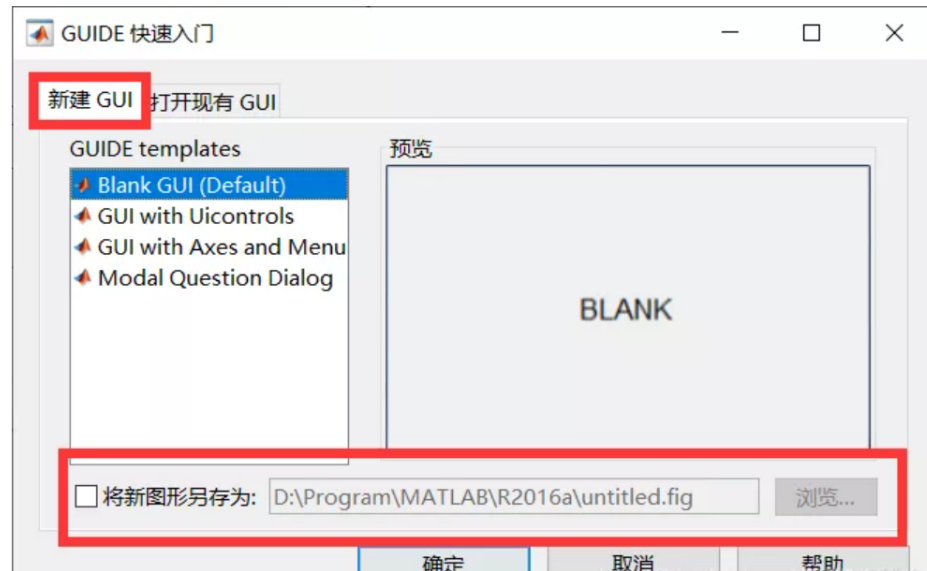 GUIDE 快速入门
新建 GUI 打开现有 GUI
GUIDE templates
预览
Blank GUI (Default)
GUI with Uicontrols
GUI with Axes and Menu
Modal Question Dialog
BLANK
将新图形另存为: D:\Program\MATLAB\R2016a\untitled.fig 浏览...
确定 取消 帮助